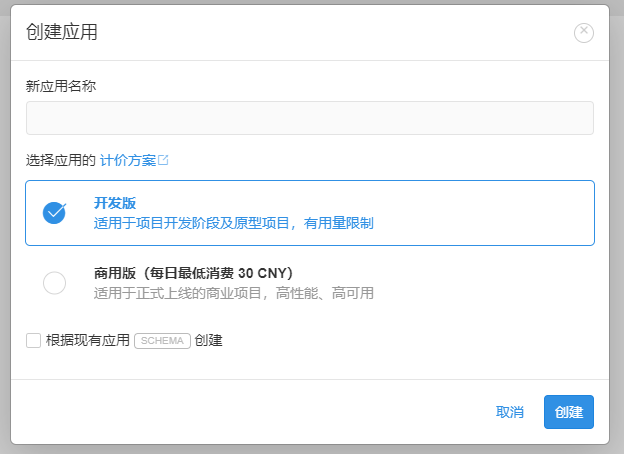 创建应用
新应用名称
选择应用的 计价方案
开发版
适用于项目开发阶段及原型项目，有用量限制
商用版（每日最低消费 30 CNY）
适用于正式上线的商业项目，高性能、高可用
根据现有应用 SCHEMA 创建
取消 创建